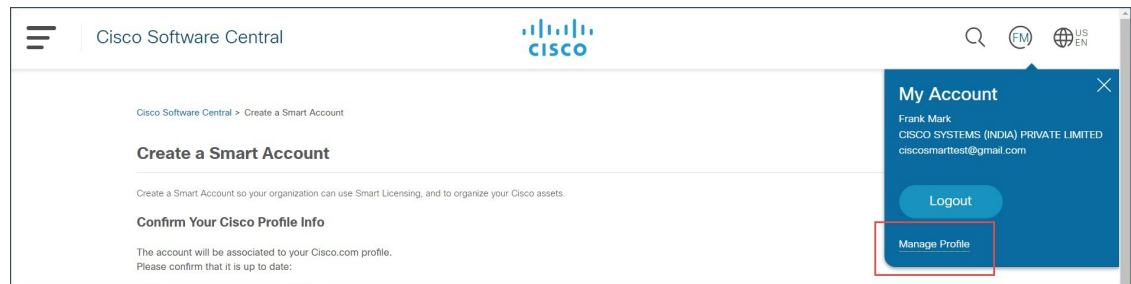 Cisco Software Central
CISCO
FM
US
EN
Cisco Software Central > Create a Smart Account
Create a Smart Account
Create a Smart Account so your organization can use Smart Licensing, and to organize your Cisco assets.
Confirm Your Cisco Profile Info
The account will be associated to your Cisco.com profile.
Please confirm that it is up to date:
My Account
Frank Mark
CISCO SYSTEMS (INDIA) PRIVATE LIMITED
ciscosmarttest@gmail.com
Logout
Manage Profile